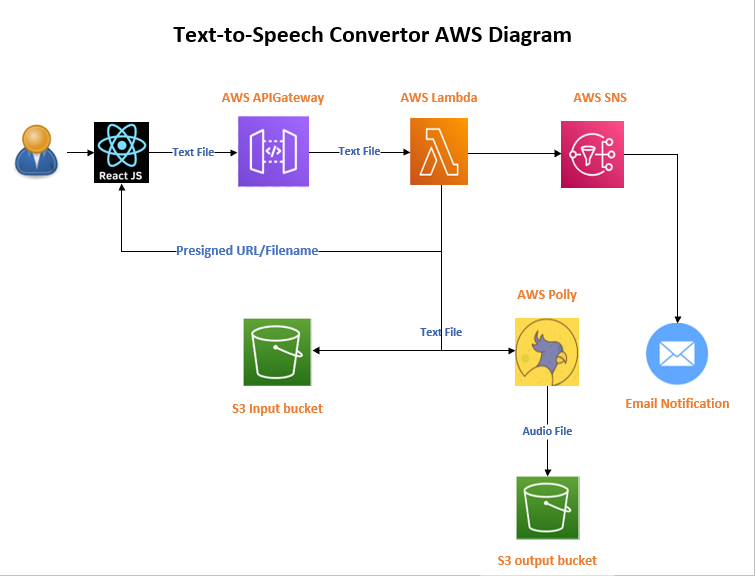 Text-to-Speech Convertor AWS Diagram
AWS APIGateway
AWS Lambda
AWS SNS
React JS
Text File
Text File
Presigned URL/Filename
AWS Polly
Text File
S3 Input bucket
Email Notification
Audio File
S3 output bucket